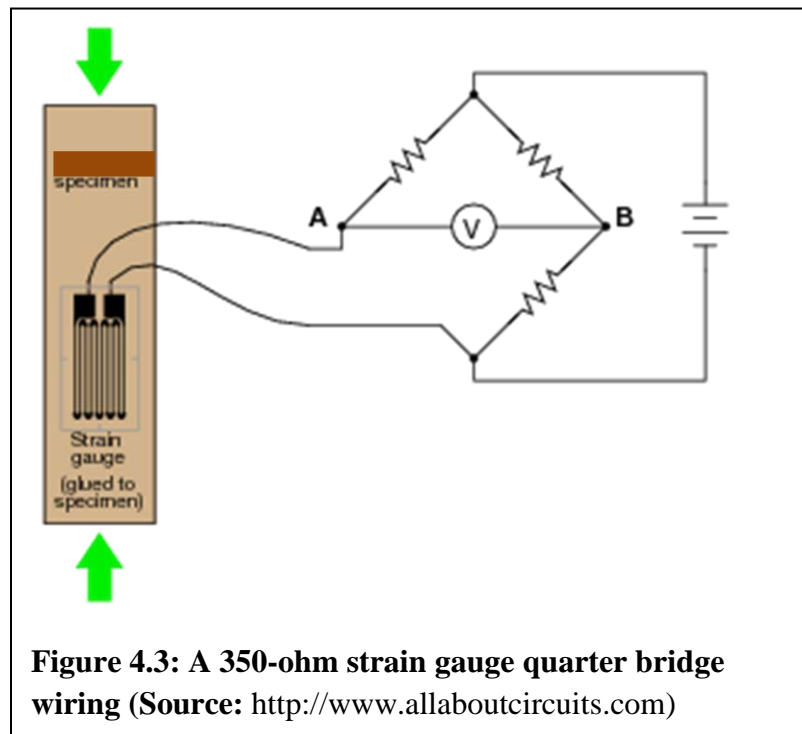 specimen
A
V
B
Strain
gauge
(glued to
specimen)
Figure 4.3: A 350-ohm strain gauge quarter bridge
wiring (Source: http://www.allaboutcircuits.com)